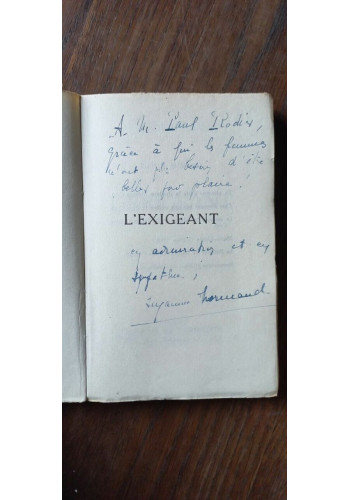 A M. Paul Rodier,
Grâce à qui les femmes
n'ont plus besoin d'être
belles pour plaire !
L'EXIGEANT
en admiration et en
sympathie,
Suzanne Normand